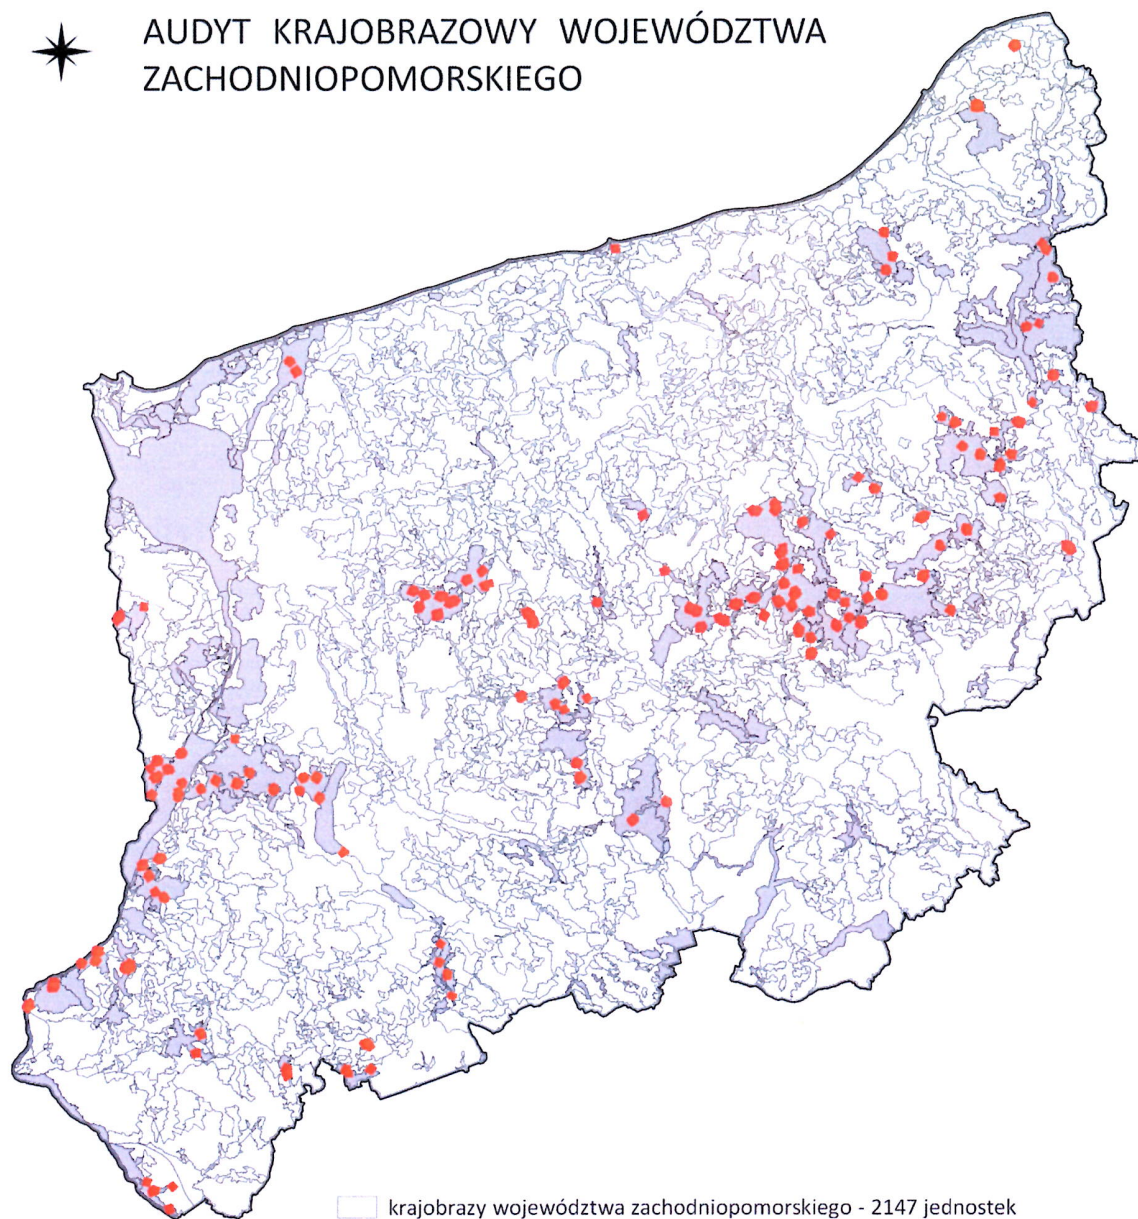 AUDYT KRAJOBRAZOWY WOJEWÓDZTWA
ZACHODNIOPOMORSKIEGO
krajobrazy województwa zachodniopomorskiego - 2147 jednostek